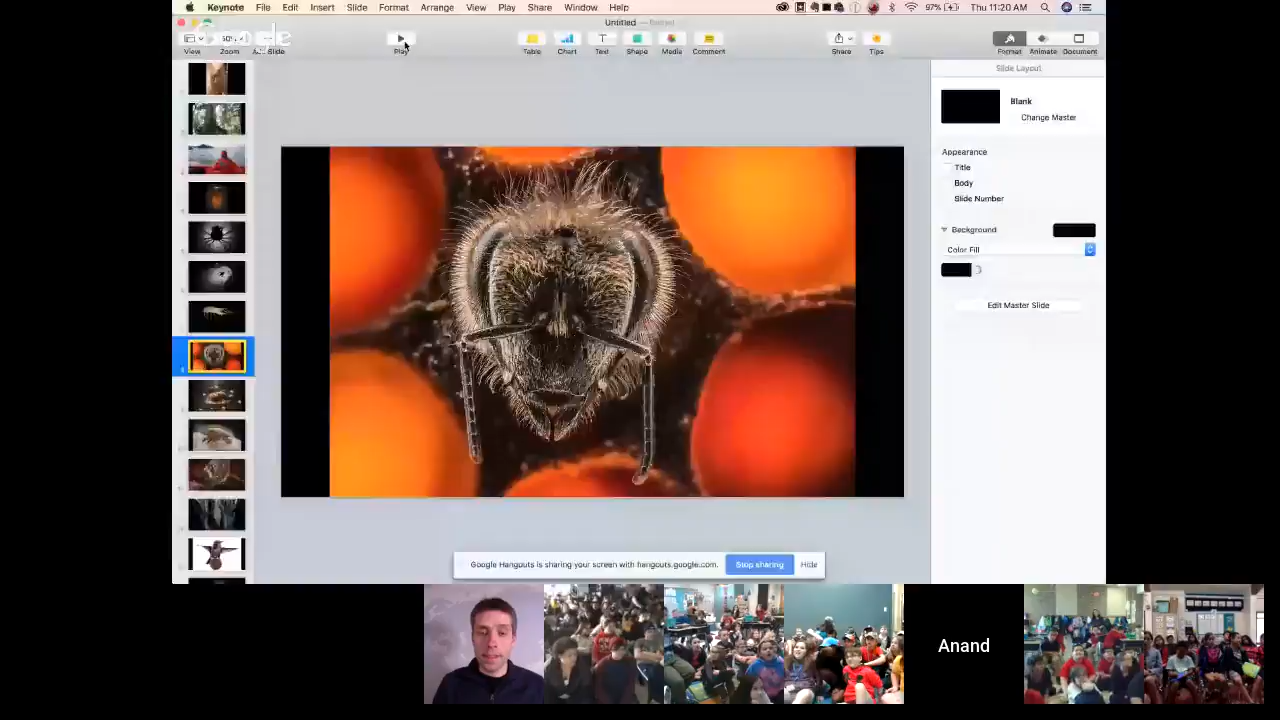 Keynote File Edit Insert Slide Format Arrange View Play Share Window Help 97% Thu 11:20 AM
Untitled
View Zoom Play Table Chart Text Shape Media Comment Share Tips Format Animate Document
Slide Layout
Blank
Change Master
Appearance
Title
Body
Slide Number
Background
Color Fill
Edit Master Slide
Google Hangouts is sharing your screen with hangouts.google.com. Stop sharing Hide
Anand